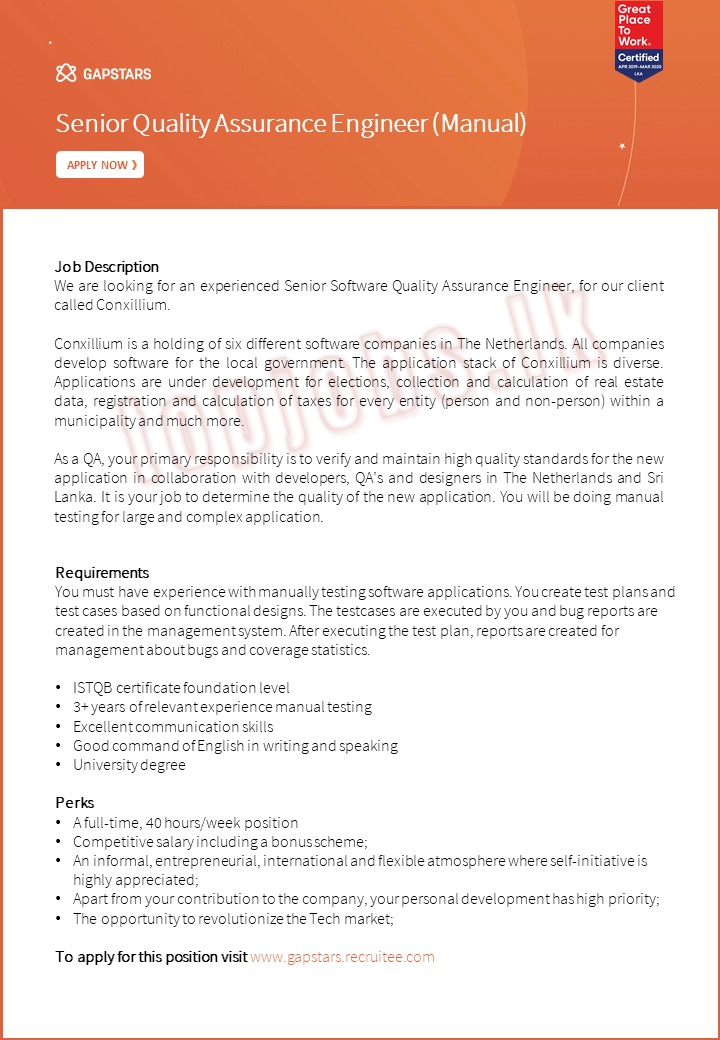 Great
Place
To
Work.
Certified
APR 2019-MAR 2020
LKA
GAPSTARS
Senior Quality Assurance Engineer (Manual)
APPLY NOW ❯
Job Description
We are looking for an experienced Senior Software Quality Assurance Engineer, for our client
called Conxillium.
Conxillium is a holding of six different software companies in The Netherlands. All companies
develop software for the local government. The application stack of Conxillium is diverse.
Applications are under development for elections, collection and calculation of real estate
data, registration and calculation of taxes for every entity (person and non-person) within a
municipality and much more.
As a QA, your primary responsibility is to verify and maintain high quality standards for the new
application in collaboration with developers, QA's and designers in The Netherlands and Sri
Lanka. It is your job to determine the quality of the new application. You will be doing manual
testing for large and complex application.
topjobs.lk
Requirements
You must have experience with manually testing software applications. You create test plans and
test cases based on functional designs. The testcases are executed by you and bug reports are
created in the management system. After executing the test plan, reports are created for
management about bugs and coverage statistics.
• ISTQB certificate foundation level
• 3+ years of relevant experience manual testing
• Excellent communication skills
• Good command of English in writing and speaking
• University degree
Perks
• A full-time, 40 hours/week position
• Competitive salary including a bonus scheme;
• An informal, entrepreneurial, international and flexible atmosphere where self-initiative is
highly appreciated;
• Apart from your contribution to the company, your personal development has high priority;
• The opportunity to revolutionize the Tech market;
To apply for this position visit www.gapstars.recruitee.com